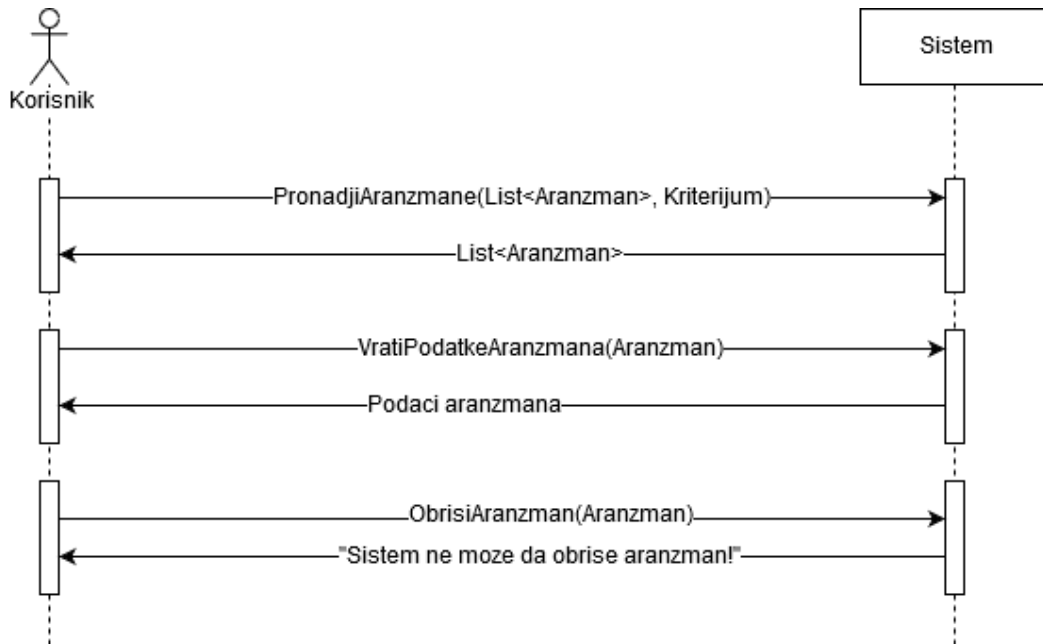 Korisnik
Sistem
PronadjiAranzmane(List<Aranzman>, Kriterijum)
List<Aranzman>
VratiPodatkeAranzmana(Aranzman)
Podaci aranzmana
ObrisiAranzman(Aranzman)
"Sistem ne moze da obrise aranzman!"